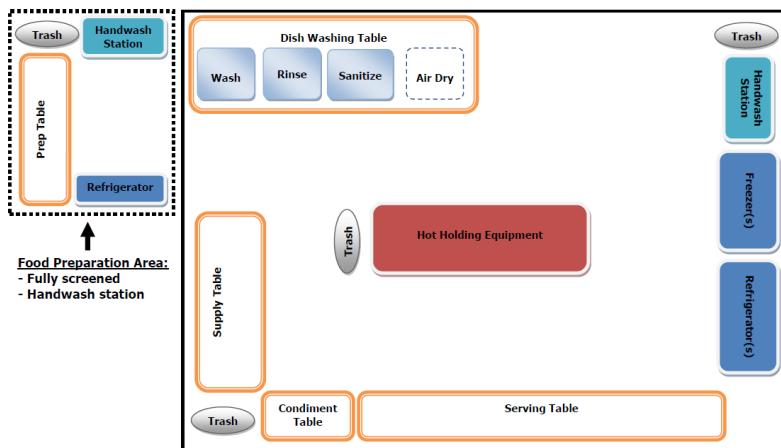 Trash
Handwash
Station
Prep Table
Refrigerator
Food Preparation Area:
- Fully screened
- Handwash station
Dish Washing Table
Wash
Rinse
Sanitize
Air Dry
Trash
Handwash
Station
Freezer(s)
Refrigerator(s)
Trash
Hot Holding Equipment
Supply Table
Trash
Condiment
Table
Serving Table